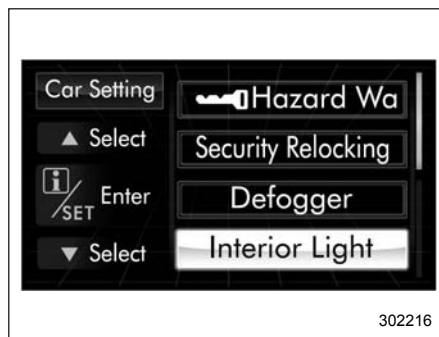 Car Setting
Hazard Wa
▲ Select
Security Relocking
i/SET Enter
Defogger
▼ Select
Interior Light
302216